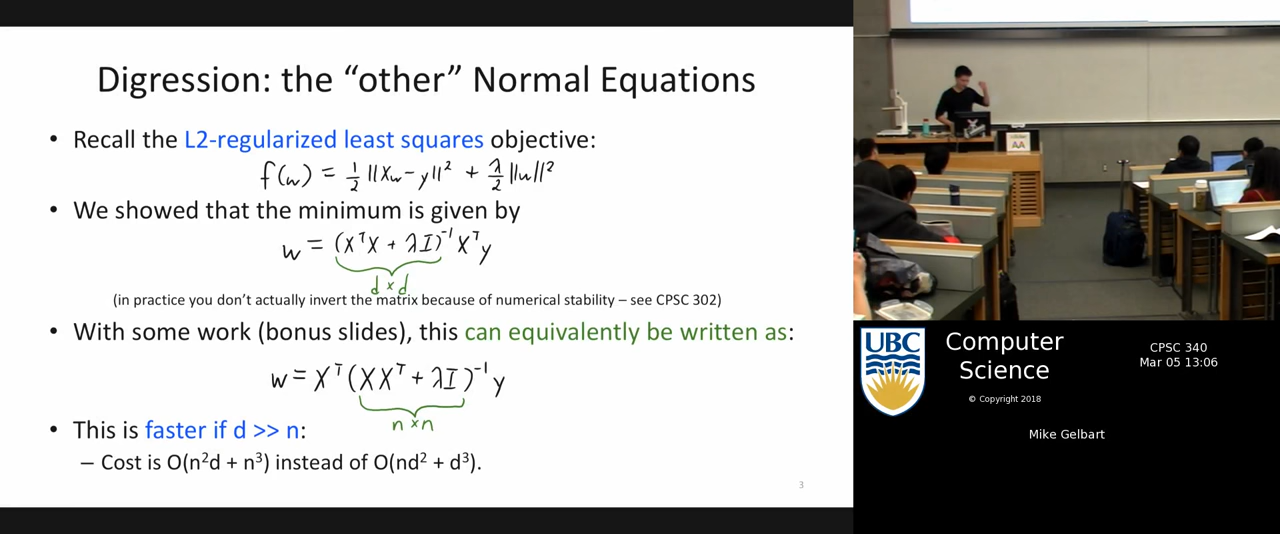 Digression: the “other” Normal Equations
• Recall the L2-regularized least squares objective:
f(w) = 1/2 ||Xw - y||² + λ/2 ||w||²
• We showed that the minimum is given by
w = (XᵀX + λI)⁻¹Xᵀy
d × d
(in practice you don’t actually invert the matrix because of numerical stability – see CPSC 302)
• With some work (bonus slides), this can equivalently be written as:
w = Xᵀ(XXᵀ + λI)⁻¹y
n × n
• This is faster if d >> n:
– Cost is O(n²d + n³) instead of O(nd² + d³).
3
AA
UBC
Computer
Science
© Copyright 2018
CPSC 340
Mar 05 13:06
Mike Gelbart